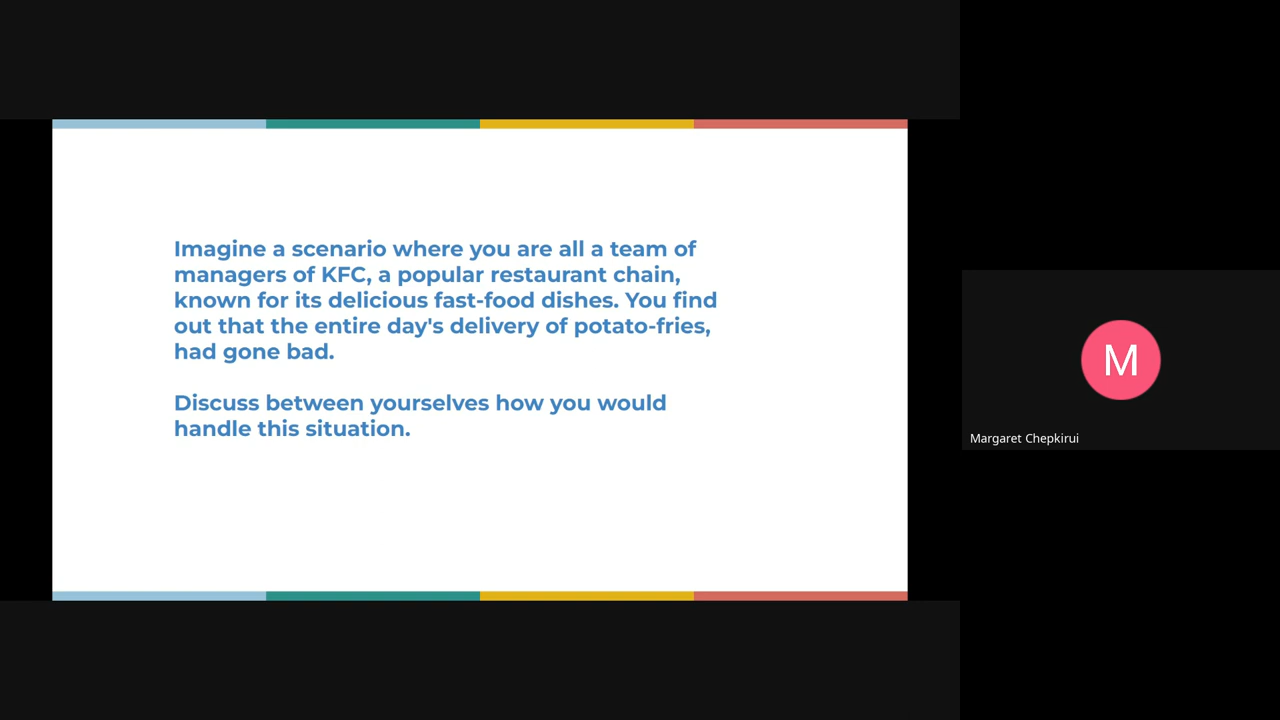 Imagine a scenario where you are all a team of
managers of KFC, a popular restaurant chain,
known for its delicious fast-food dishes. You find
out that the entire day's delivery of potato-fries,
had gone bad.
Discuss between yourselves how you would
handle this situation.
M
Margaret Chepkirui